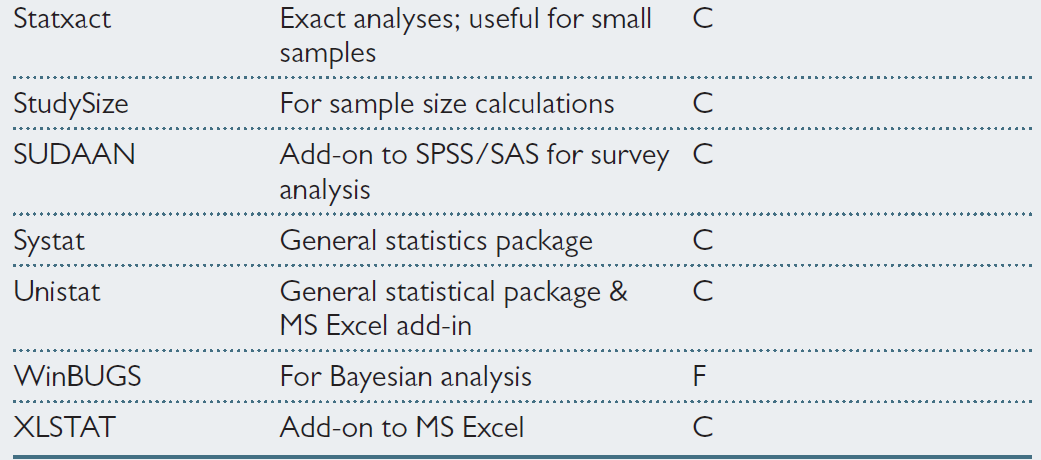 Statxact Exact analyses; useful for small C
samples
StudySize For sample size calculations C
SUDAAN Add-on to SPSS/SAS for survey C
analysis
Systat General statistics package C
Unistat General statistical package & C
MS Excel add-in
WinBUGS For Bayesian analysis F
XLSTAT Add-on to MS Excel C